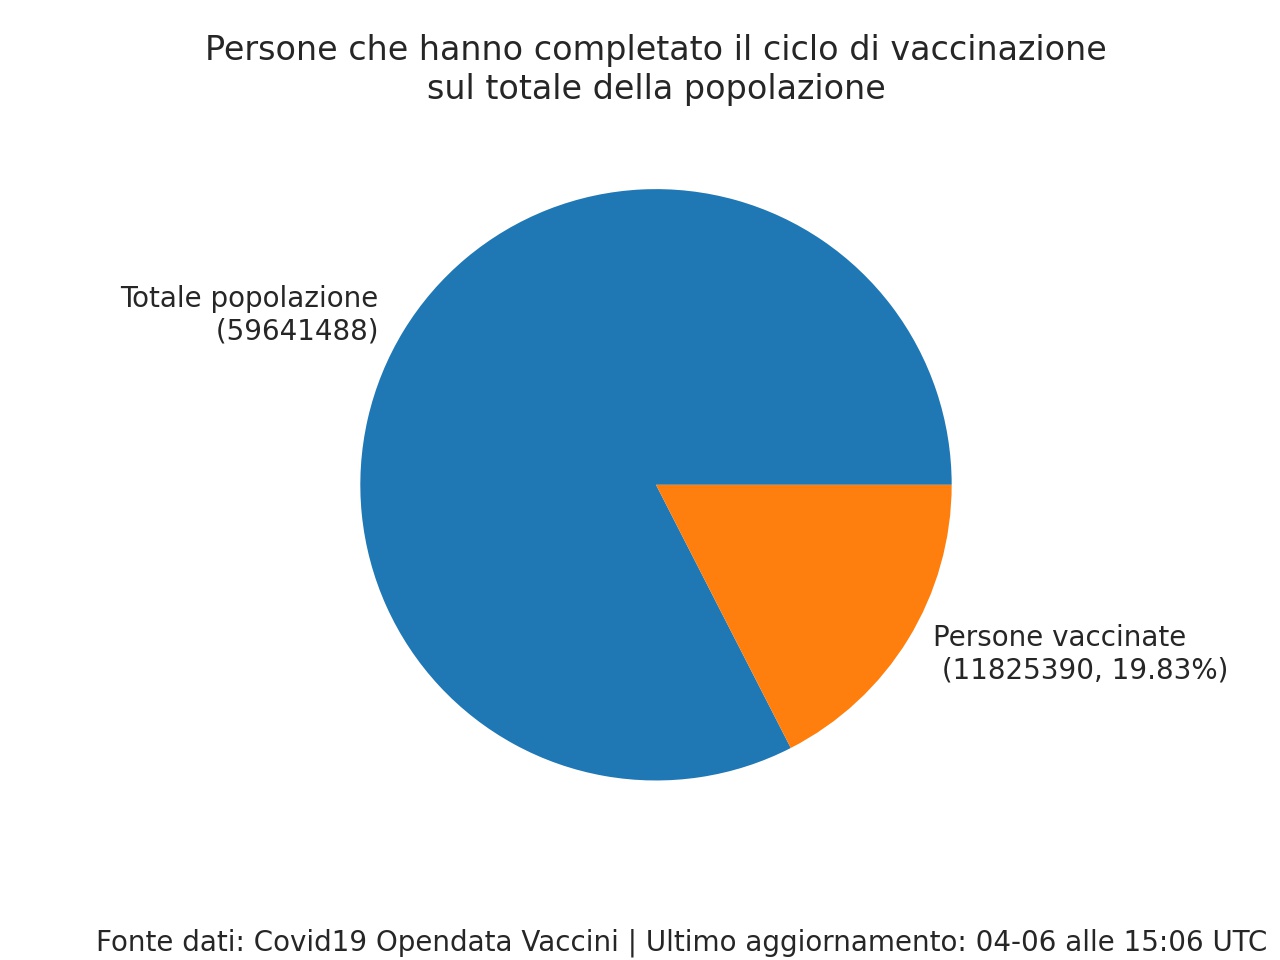 Persone che hanno completato il ciclo di vaccinazione
sul totale della popolazione
Totale popolazione
(59641488)
Persone vaccinate
(11825390, 19.83%)
Fonte dati: Covid19 Opendata Vaccini | Ultimo aggiornamento: 04-06 alle 15:06 UTC